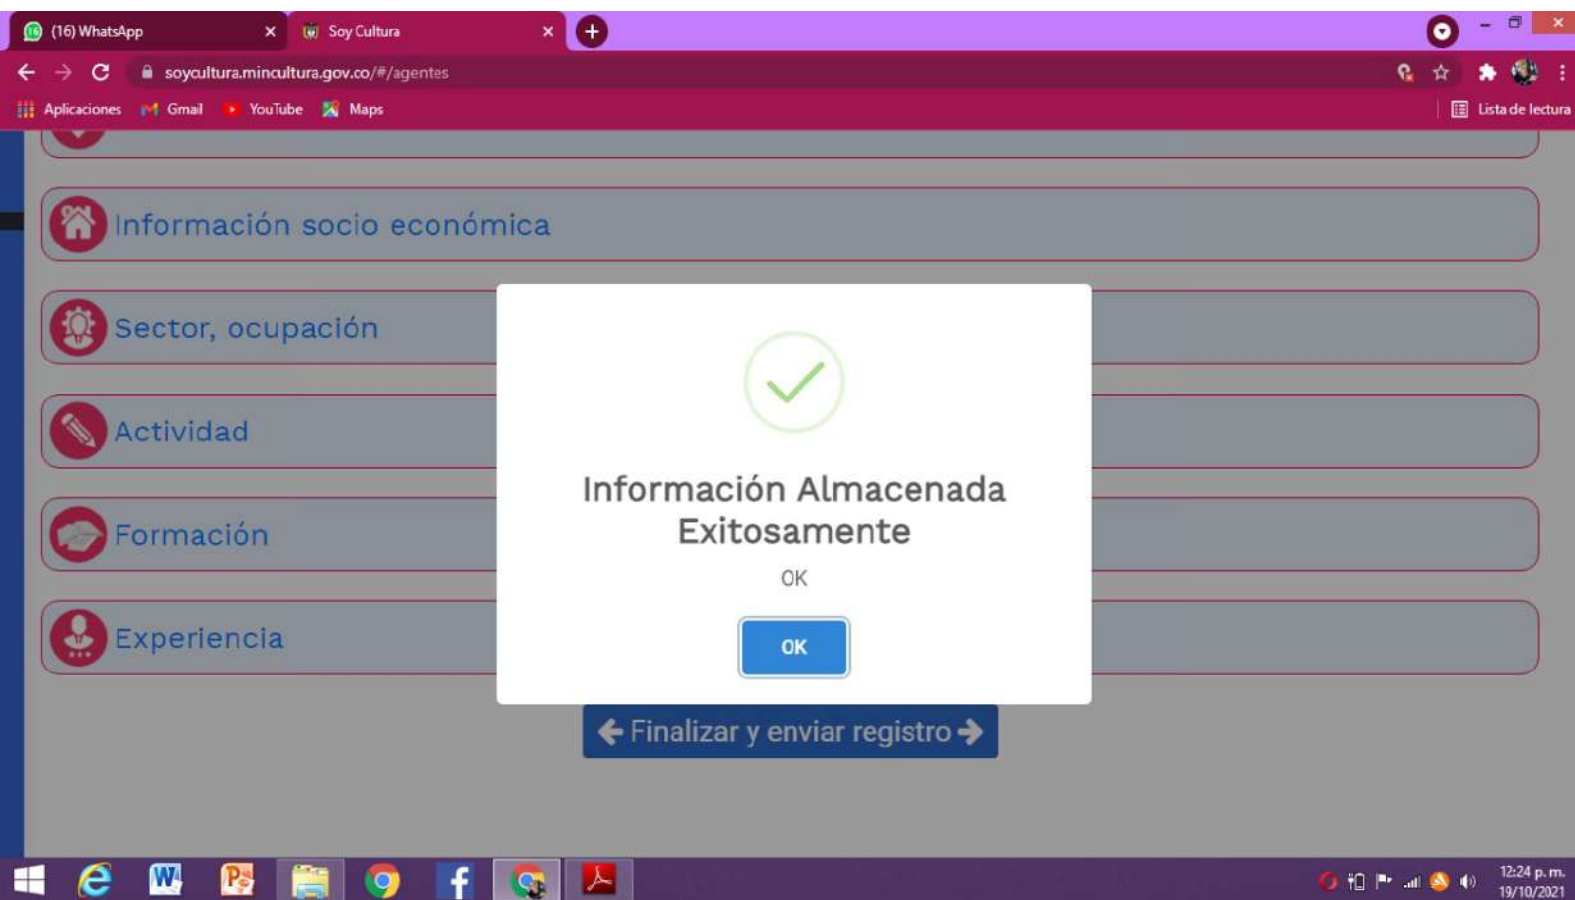 (16) WhatsApp
Soy Cultura
soycultura.mincultura.gov.co/#/agentes
Aplicaciones Gmail YouTube Maps Lista de lectura
Información socio económica
Sector, ocupación
Actividad
Formación
Experiencia
Información Almacenada
Exitosamente
OK
OK
Finalizar y enviar registro
12:24 p. m.
19/10/2021